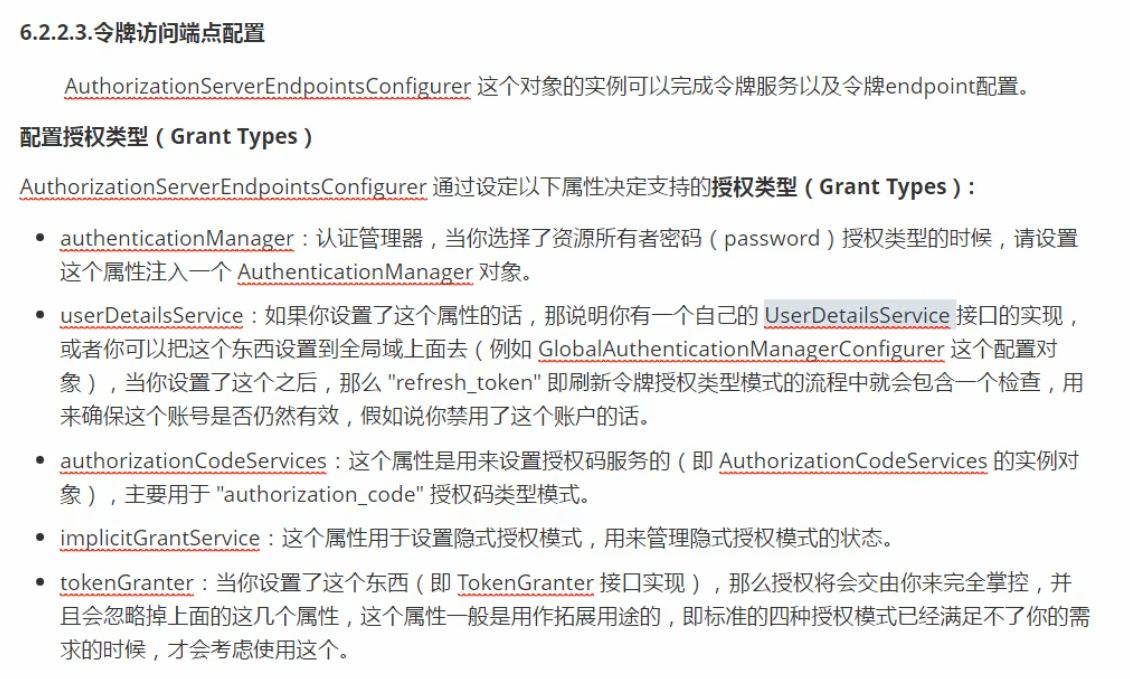 6.2.2.3.令牌访问端点配置
AuthorizationServerEndpointsConfigurer 这个对象的实例可以完成令牌服务以及令牌endpoint配置。
配置授权类型（Grant Types）
AuthorizationServerEndpointsConfigurer 通过设定以下属性决定支持的授权类型（Grant Types）:
• authenticationManager：认证管理器，当你选择了资源所有者密码（password）授权类型的时候，请设置
这个属性注入一个 AuthenticationManager 对象。
• userDetailsService：如果你设置了这个属性的话，那说明你有一个自己的 UserDetailsService 接口的实现，
或者你可以把这个东西设置到全局域上面去（例如 GlobalAuthenticationManagerConfigurer 这个配置对
象），当你设置了这个之后，那么 "refresh_token" 即刷新令牌授权类型模式的流程中就会包含一个检查，用
来确保这个账号是否仍然有效，假如说你禁用了这个账户的话。
• authorizationCodeServices：这个属性是用来设置授权码服务的（即 AuthorizationCodeServices 的实例对
象），主要用于 "authorization_code" 授权码类型模式。
• implicitGrantService：这个属性用于设置隐式授权模式，用来管理隐式授权模式的状态。
• tokenGranter：当你设置了这个东西（即 TokenGranter 接口实现），那么授权将会交由你来完全掌控，并
且会忽略掉上面的这几个属性，这个属性一般是用作拓展用途的，即标准的四种授权模式已经满足不了你的需
求的时候，才会考虑使用这个。